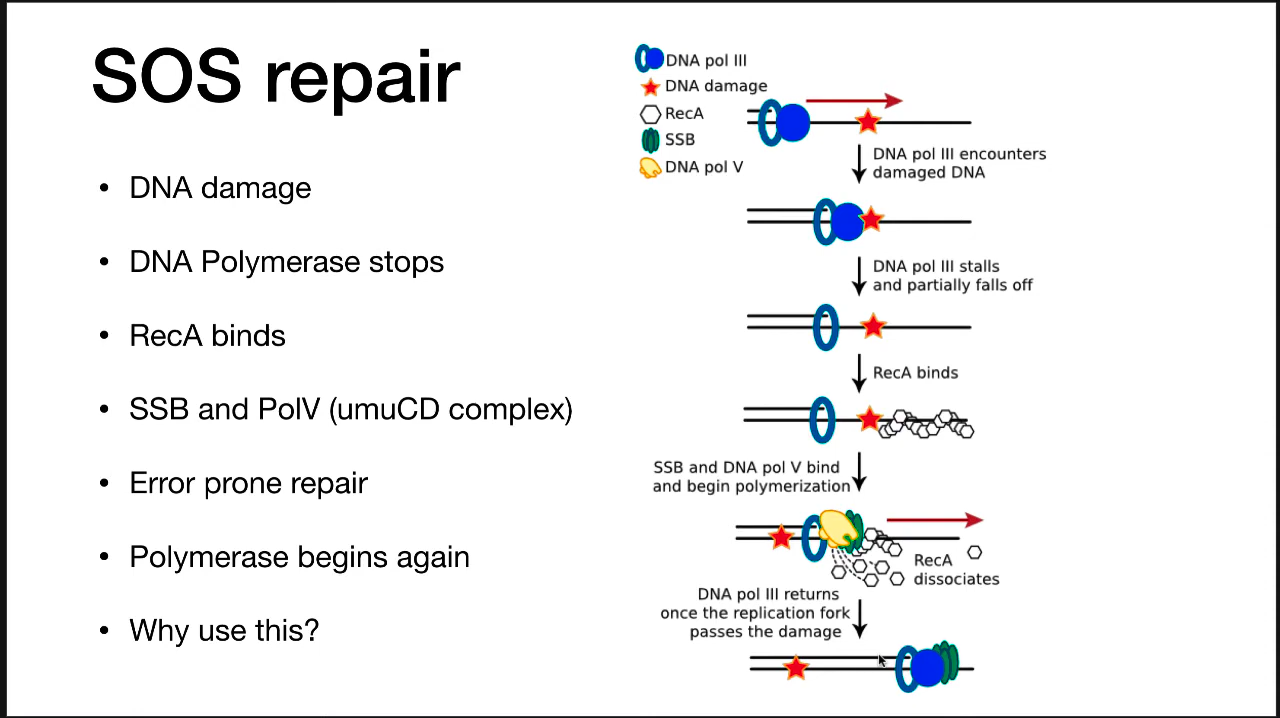 SOS repair
• DNA damage
• DNA Polymerase stops
• RecA binds
• SSB and PolV (umuCD complex)
• Error prone repair
• Polymerase begins again
• Why use this?
DNA pol III
DNA damage
RecA
SSB
DNA pol V
DNA pol III encounters
damaged DNA
DNA pol III stalls
and partially falls off
RecA binds
SSB and DNA pol V bind
and begin polymerization
RecA
dissociates
DNA pol III returns
once the replication fork
passes the damage